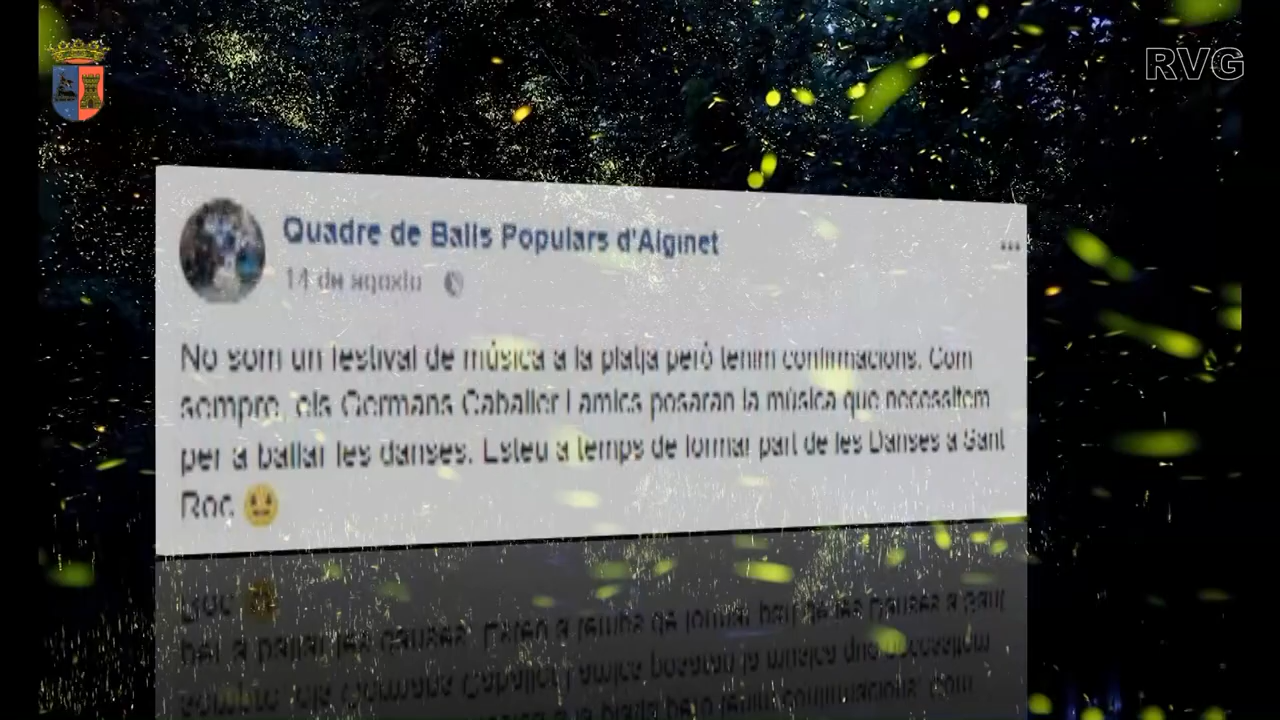 RVG
Quadre de Balls Populars d'Alginet
14 de agosto
No som un festival de música a la platja però tenim confirmacions. Com
sempre, els Germans Caballer i amics posaran la música que necessitem
per a ballar les danses. Esteu a temps de formar part de les Danses a Sant
Roc